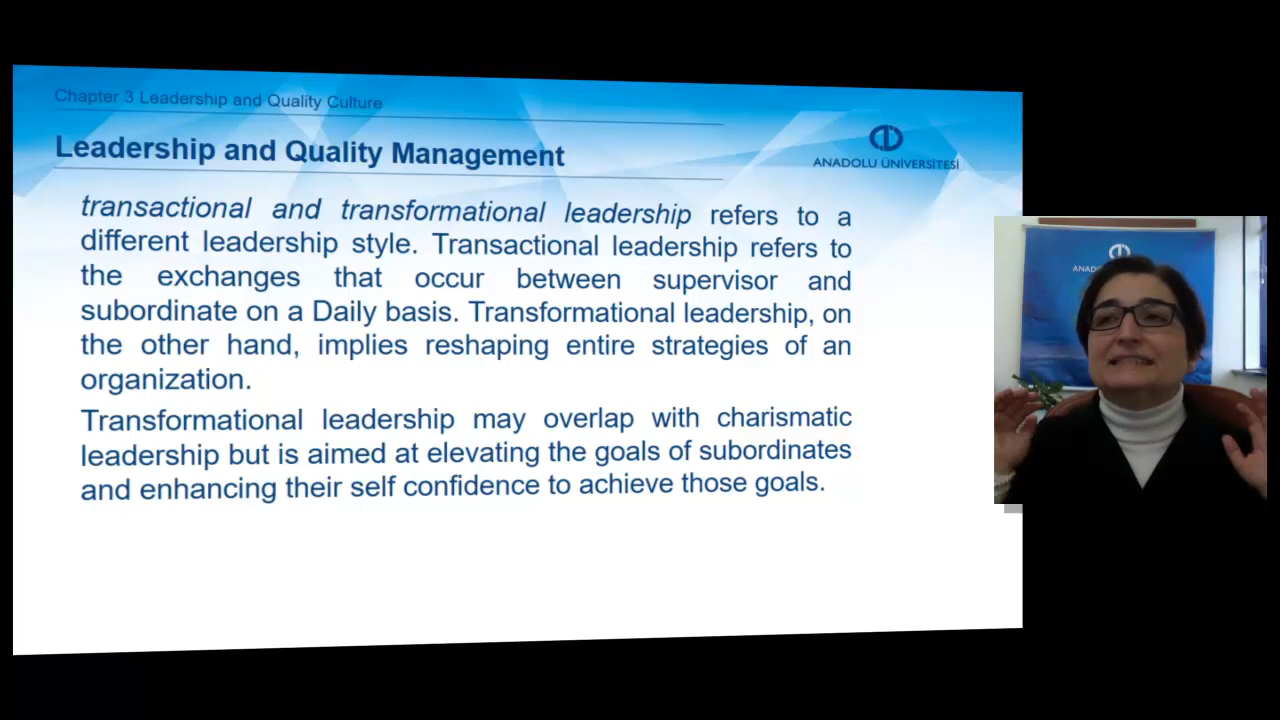 Chapter 3 Leadership and Quality Culture
Leadership and Quality Management
ANADOLU ÜNİVERSİTESİ
transactional and transformational leadership refers to a
different leadership style. Transactional leadership refers to
the exchanges that occur between supervisor and
subordinate on a Daily basis. Transformational leadership, on
the other hand, implies reshaping entire strategies of an
organization.
Transformational leadership may overlap with charismatic
leadership but is aimed at elevating the goals of subordinates
and enhancing their self confidence to achieve those goals.